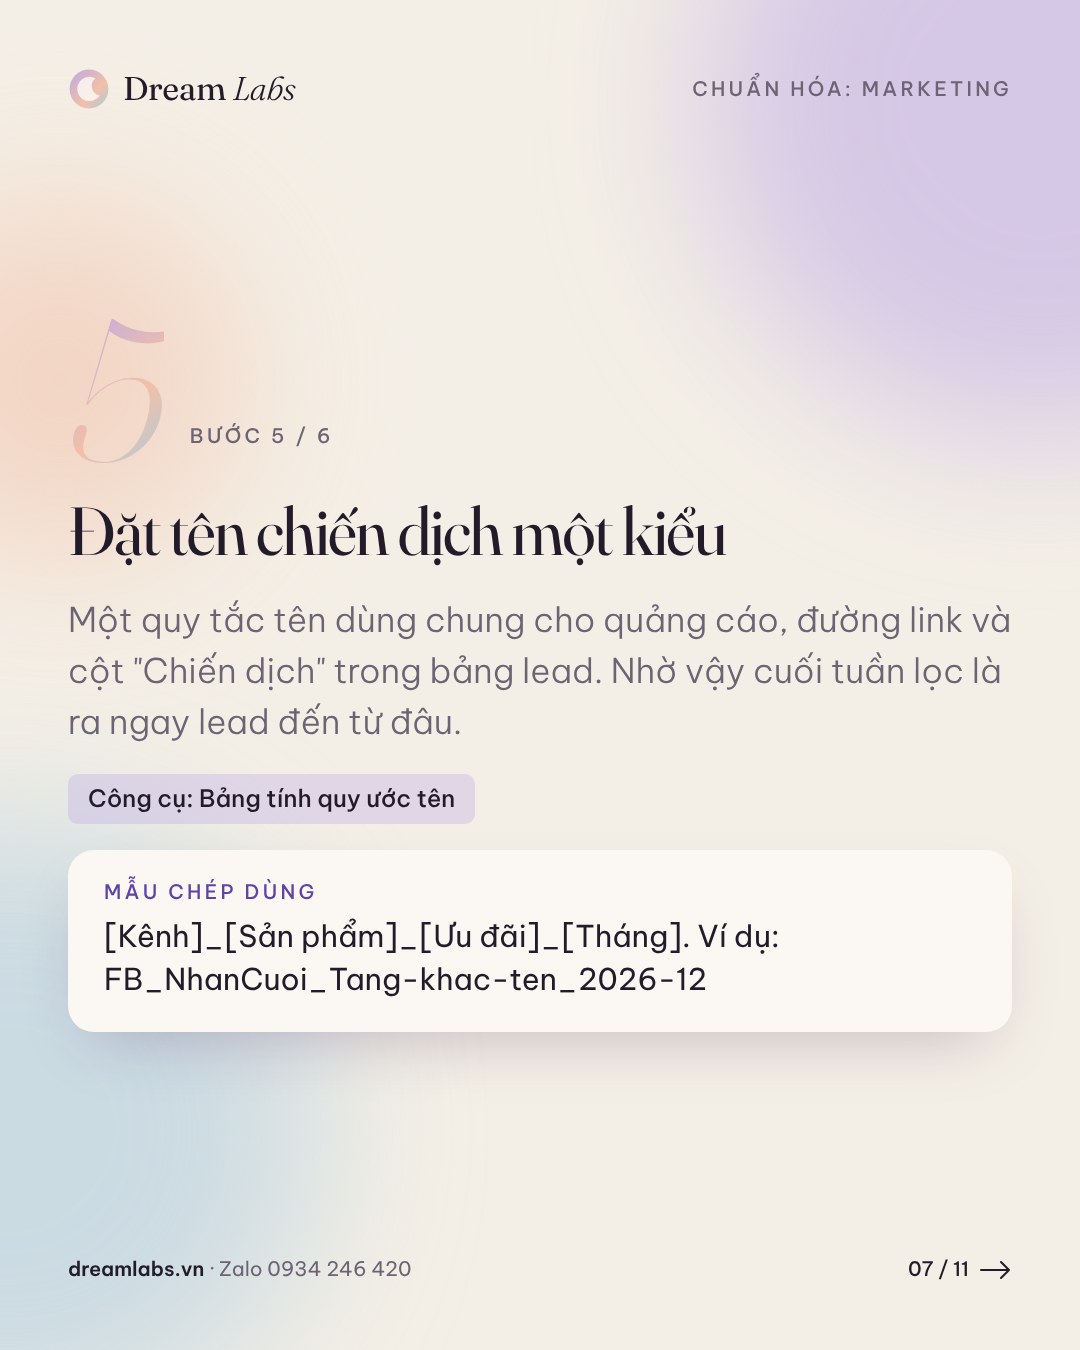 Dream Labs
CHUẨN HÓA: MARKETING
5
BƯỚC 5 / 6
Đặt tên chiến dịch một kiểu
Một quy tắc tên dùng chung cho quảng cáo, đường link và
cột "Chiến dịch" trong bảng lead. Nhờ vậy cuối tuần lọc là
ra ngay lead đến từ đâu.
Công cụ: Bảng tính quy ước tên
MẪU CHÉP DÙNG
[Kênh]_[Sản phẩm]_[Ưu đãi]_[Tháng]. Ví dụ:
FB_NhanCuoi_Tang-khac-ten_2026-12
dreamlabs.vn · Zalo 0934 246 420
07 / 11 →